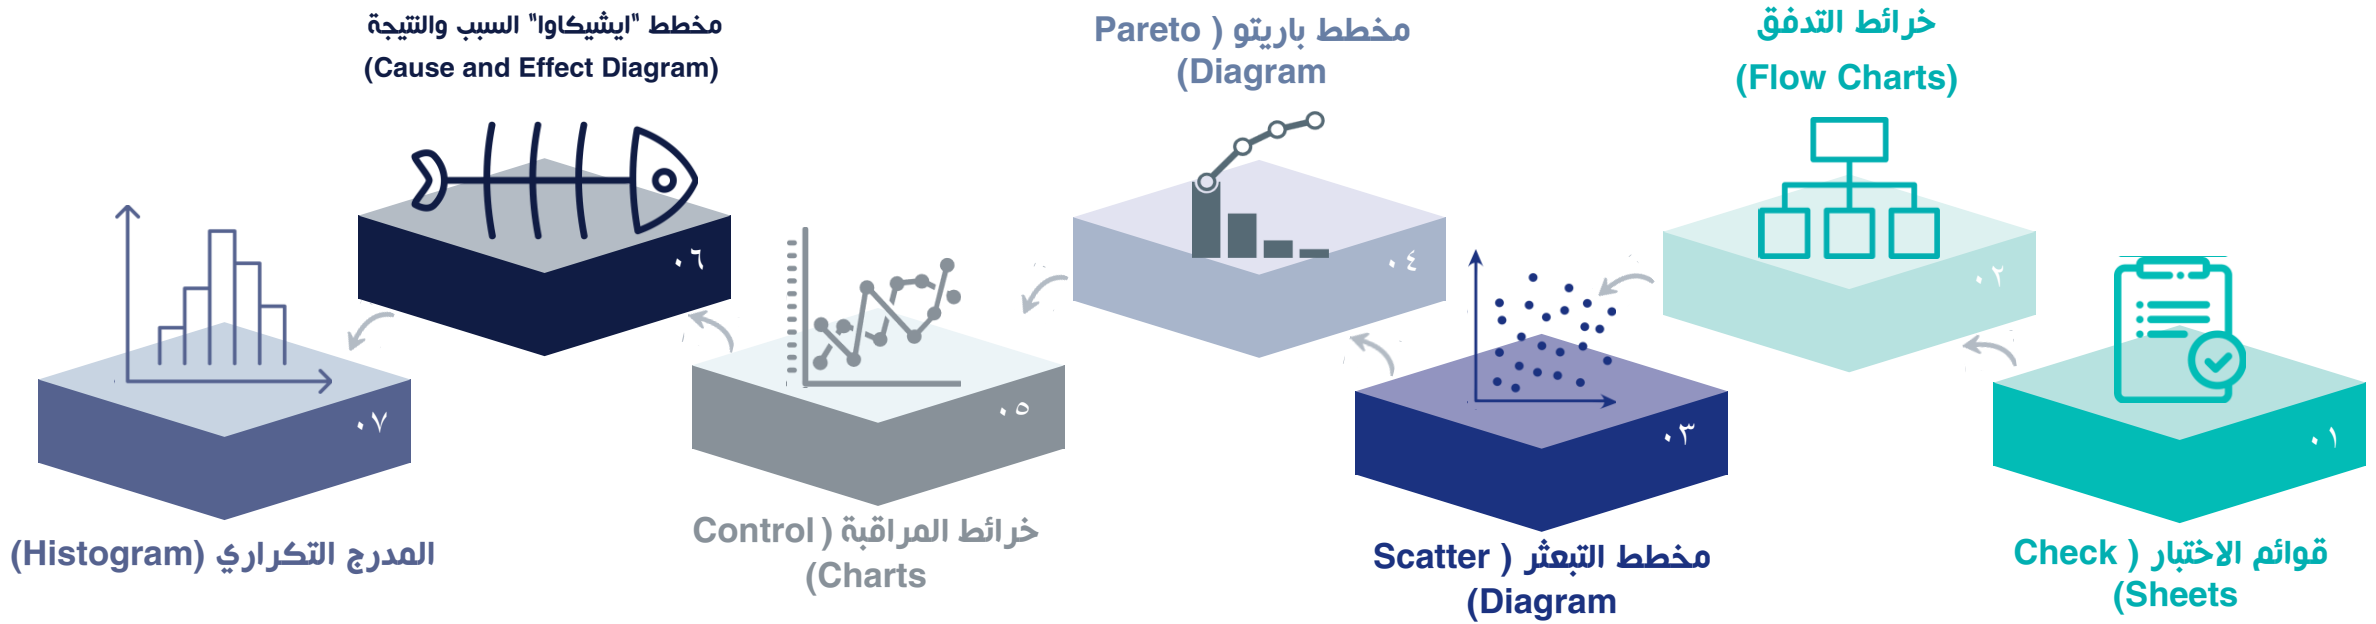 قوائم الاختبار (Check
Sheets)
٠١
خرائط التدفق
(Flow Charts)
٠٢
مخطط التبعثر (Scatter
Diagram)
٠٣
مخطط باريتو (Pareto
Diagram)
٠٤
خرائط المراقبة (Control
Charts)
٠٥
مخطط "ايشيكاوا" السبب والنتيجة
(Cause and Effect Diagram)
٠٦
المدرج التكراري (Histogram)
٠٧